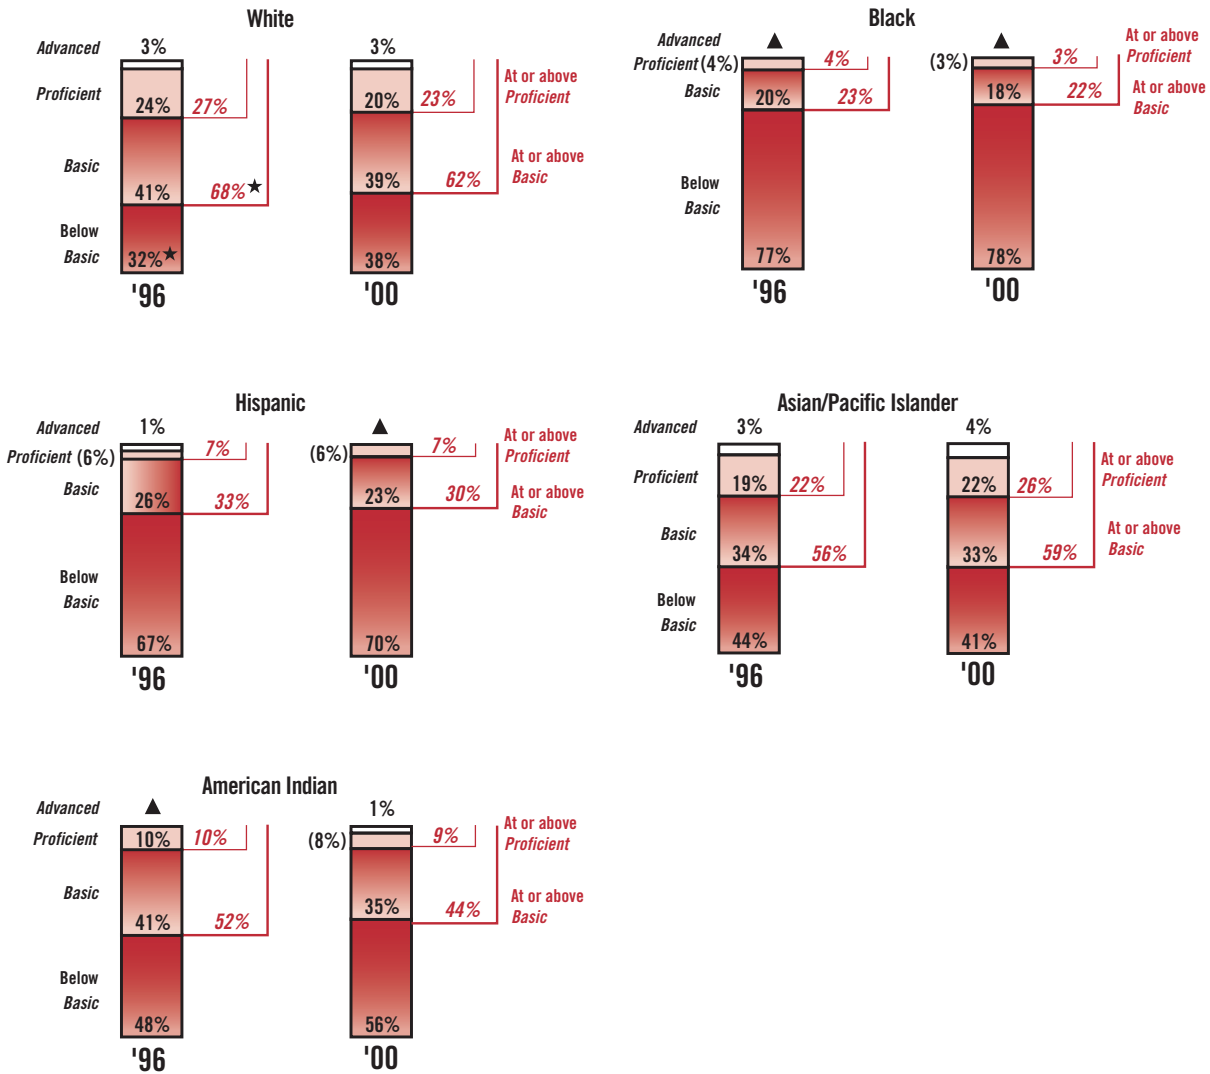 White
Advanced
3%
3%
Proficient
24%
27%
20%
23%
At or above
Proficient
Basic
41%
68%★
39%
62%
At or above
Basic
Below
Basic
32%★
38%
'96
'00
Black
Advanced
▲
▲
Proficient (4%)
4%
(3%)
3%
At or above
Proficient
Basic
20%
23%
18%
22%
At or above
Basic
Below
Basic
77%
78%
'96
'00
Hispanic
Advanced
1%
▲
Proficient (6%)
7%
(6%)
7%
At or above
Proficient
Basic
26%
33%
23%
30%
At or above
Basic
Below
Basic
67%
70%
'96
'00
Asian/Pacific Islander
Advanced
3%
4%
Proficient
19%
22%
22%
26%
At or above
Proficient
Basic
34%
56%
33%
59%
At or above
Basic
Below
Basic
44%
41%
'96
'00
American Indian
Advanced
▲
1%
Proficient
10%
10%
(8%)
9%
At or above
Proficient
Basic
41%
52%
35%
44%
At or above
Basic
Below
Basic
48%
56%
'96
'00